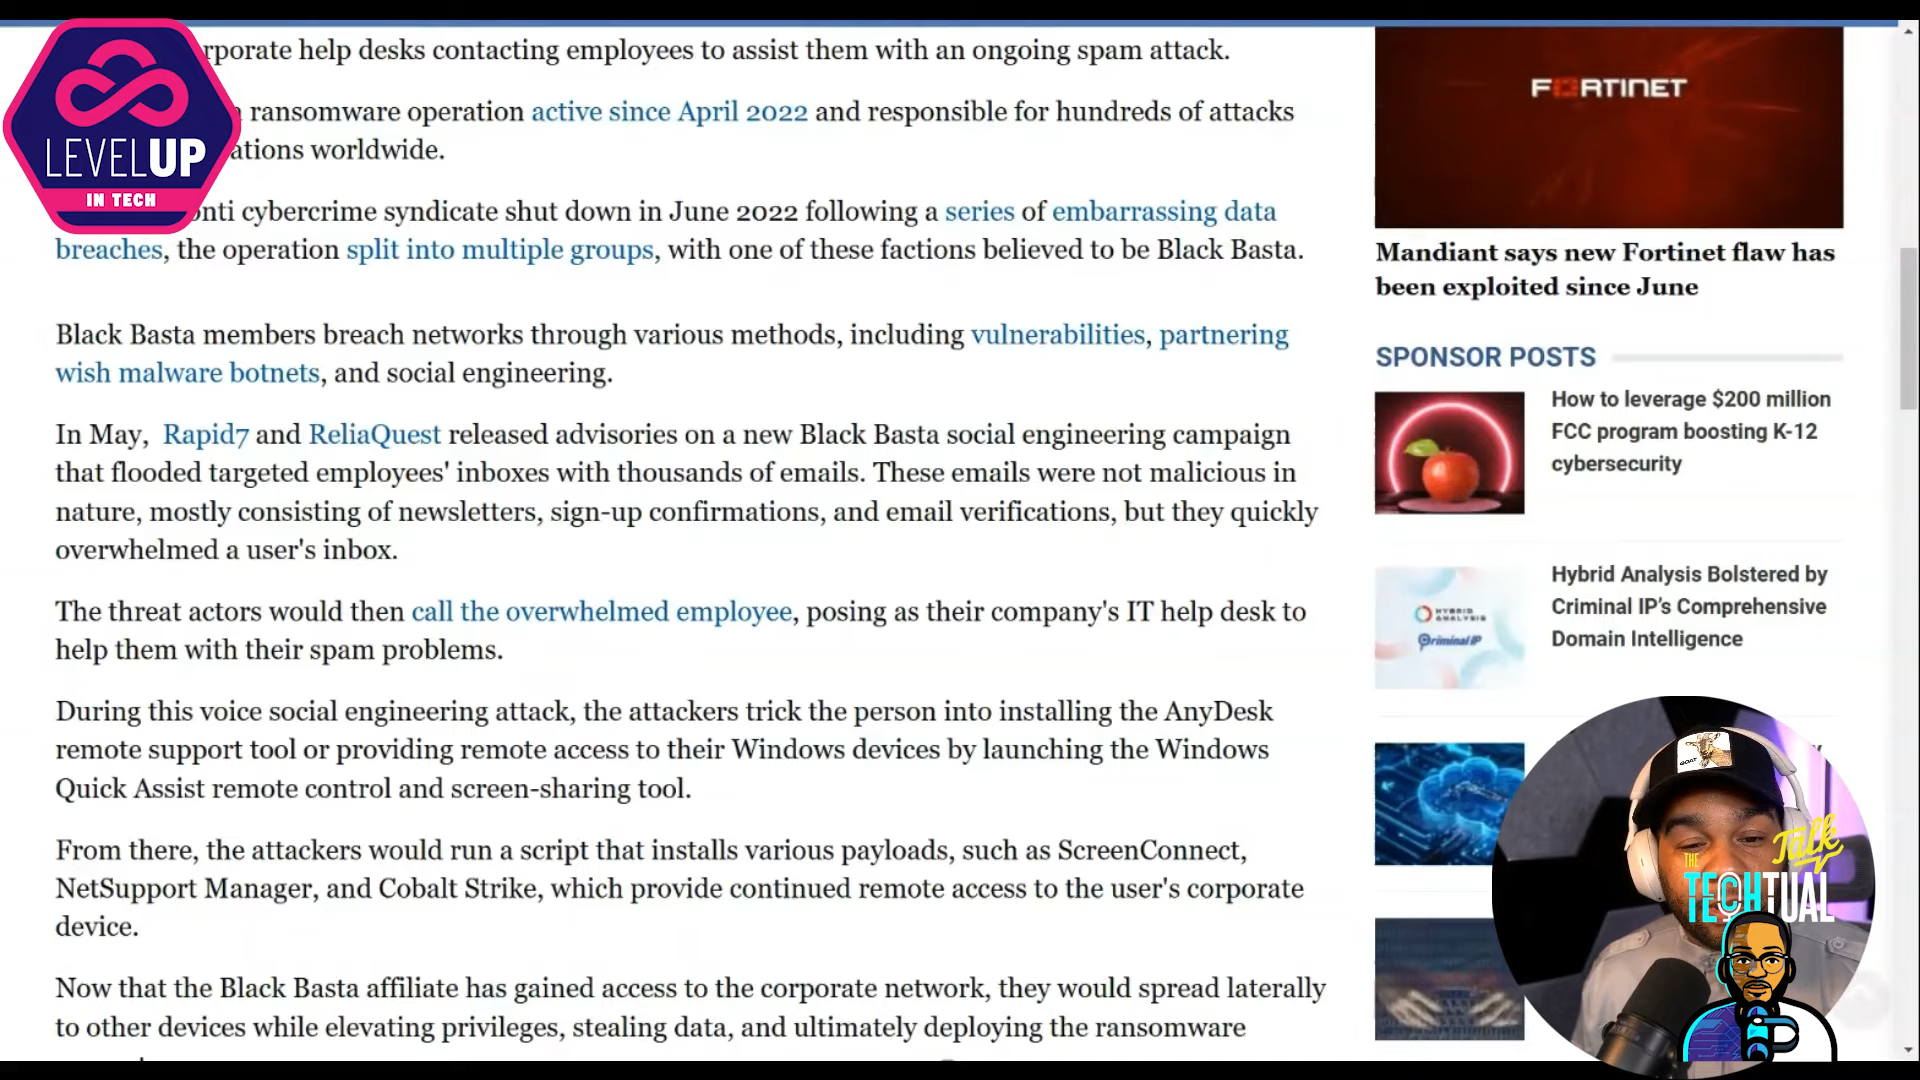 rporate help desks contacting employees to assist them with an ongoing spam attack.
ransomware operation active since April 2022 and responsible for hundreds of attacks
ations worldwide.
LEVELUP
IN TECH
onti cybercrime syndicate shut down in June 2022 following a series of embarrassing data
breaches, the operation split into multiple groups, with one of these factions believed to be Black Basta.
Black Basta members breach networks through various methods, including vulnerabilities, partnering
wish malware botnets, and social engineering.
In May, Rapid7 and ReliaQuest released advisories on a new Black Basta social engineering campaign
that flooded targeted employees' inboxes with thousands of emails. These emails were not malicious in
nature, mostly consisting of newsletters, sign-up confirmations, and email verifications, but they quickly
overwhelmed a user's inbox.
The threat actors would then call the overwhelmed employee, posing as their company's IT help desk to
help them with their spam problems.
During this voice social engineering attack, the attackers trick the person into installing the AnyDesk
remote support tool or providing remote access to their Windows devices by launching the Windows
Quick Assist remote control and screen-sharing tool.
From there, the attackers would run a script that installs various payloads, such as ScreenConnect,
NetSupport Manager, and Cobalt Strike, which provide continued remote access to the user's corporate
device.
Now that the Black Basta affiliate has gained access to the corporate network, they would spread laterally
to other devices while elevating privileges, stealing data, and ultimately deploying the ransomware
FORTINET
Mandiant says new Fortinet flaw has
been exploited since June
SPONSOR POSTS
How to leverage $200 million
FCC program boosting K-12
cybersecurity
HYBRID
ANALYSIS
Criminal IP
Hybrid Analysis Bolstered by
Criminal IP's Comprehensive
Domain Intelligence
GOAT
THE
Talk
TECHTUAL